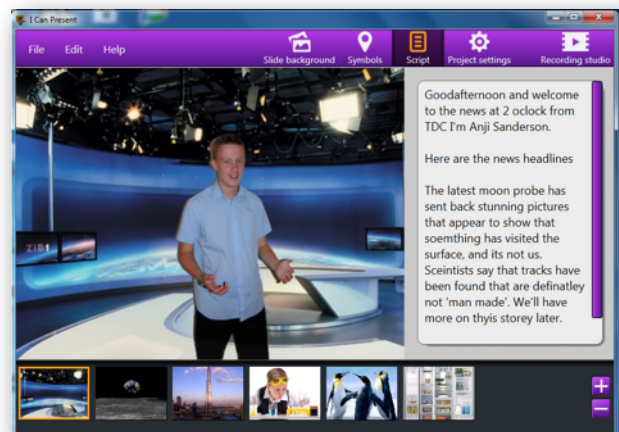 I Can Present
File Edit Help
Slide background Symbols Script Project settings Recording studio
Goodafternoon and welcome
to the news at 2 oclock from
TDC I'm Anji Sanderson.
Here are the news headlines
The latest moon probe has
sent back stunning pictures
that appear to show that
soemthing has visited the
surface, and its not us.
Sceintists say that tracks have
been found that are definatley
not 'man made'. We'll have
more on thyis storey later.
ZIB1